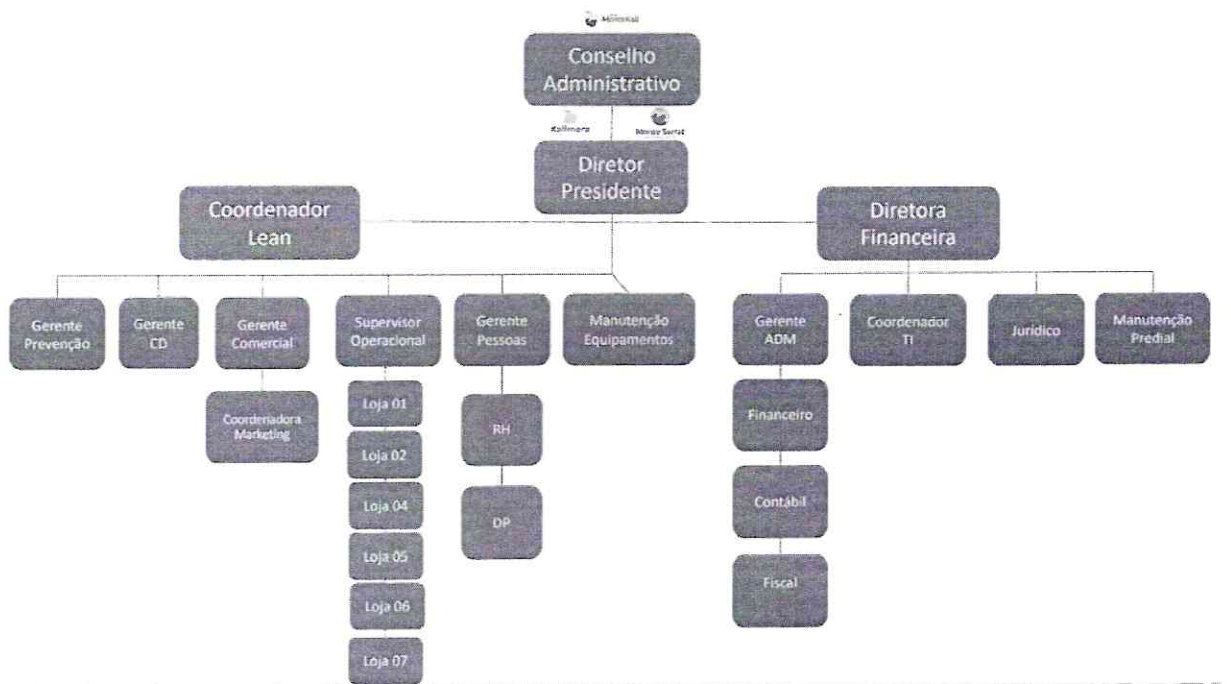 Conselho
Administrativo
Diretor
Presidente
Coordenador
Lean
Diretora
Financeira
Gerente
Prevenção
Gerente
CD
Gerente
Comercial
Supervisor
Operacional
Gerente
Pessoas
Manutenção
Equipamentos
Gerente
ADM
Coordenador
TI
Jurídico
Manutenção
Predial
Coordenadora
Marketing
Loja 01
Loja 02
Loja 04
Loja 05
Loja 06
Loja 07
RH
DP
Financeiro
Contábil
Fiscal